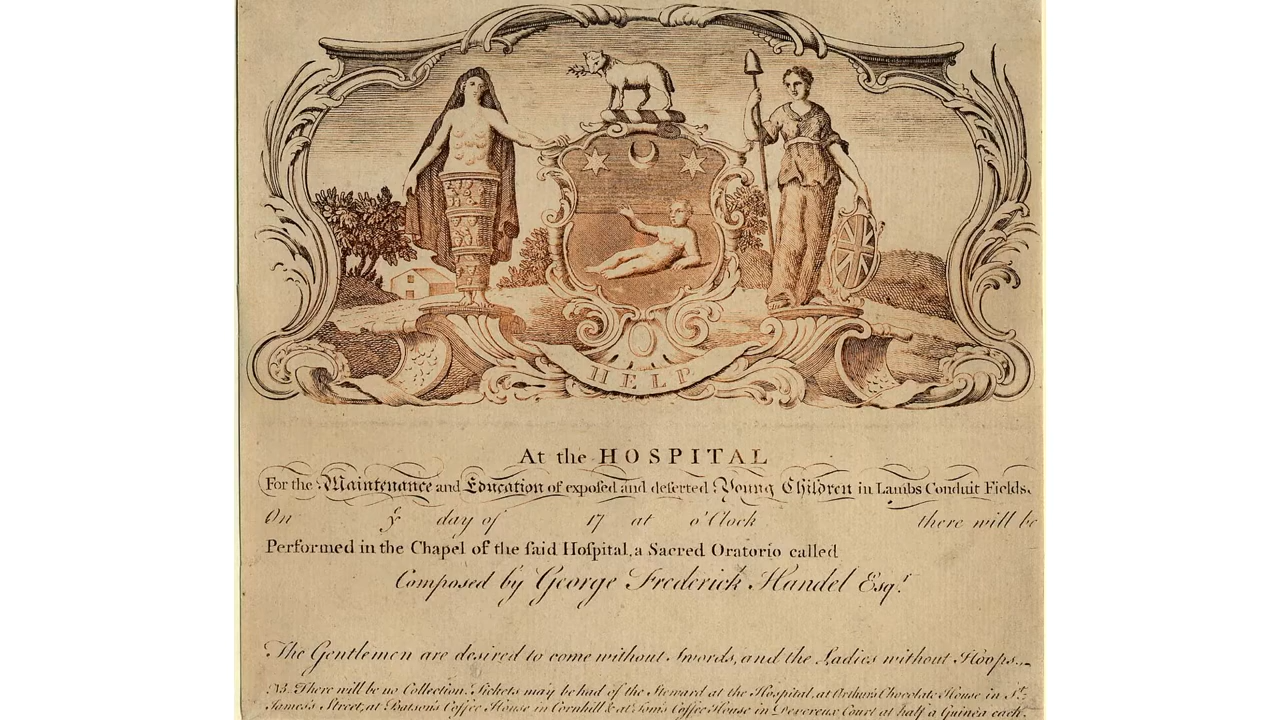 HELP
At the HOSPITAL
For the Maintenance and Education of exposed and deserted Young Children in Lambs Conduit Fields.
On yͤ day of 17 at o'Clock there will be
Performed in the Chapel of the ſaid Hoſpital, a Sacred Oratorio called
Composed by George Frederick Handel Esqʳ.
The Gentlemen are desired to come without Swords, and the Ladies without Hoops.
NB. There will be no Collection. Tickets may be had of the Steward at the Hospital, at Arthur's Chocolate House in Sᵗ.
James's Street, at Batson's Coffee House in Cornhill & at Tom's Coffee House in Devereux Court at half a Guinea each.